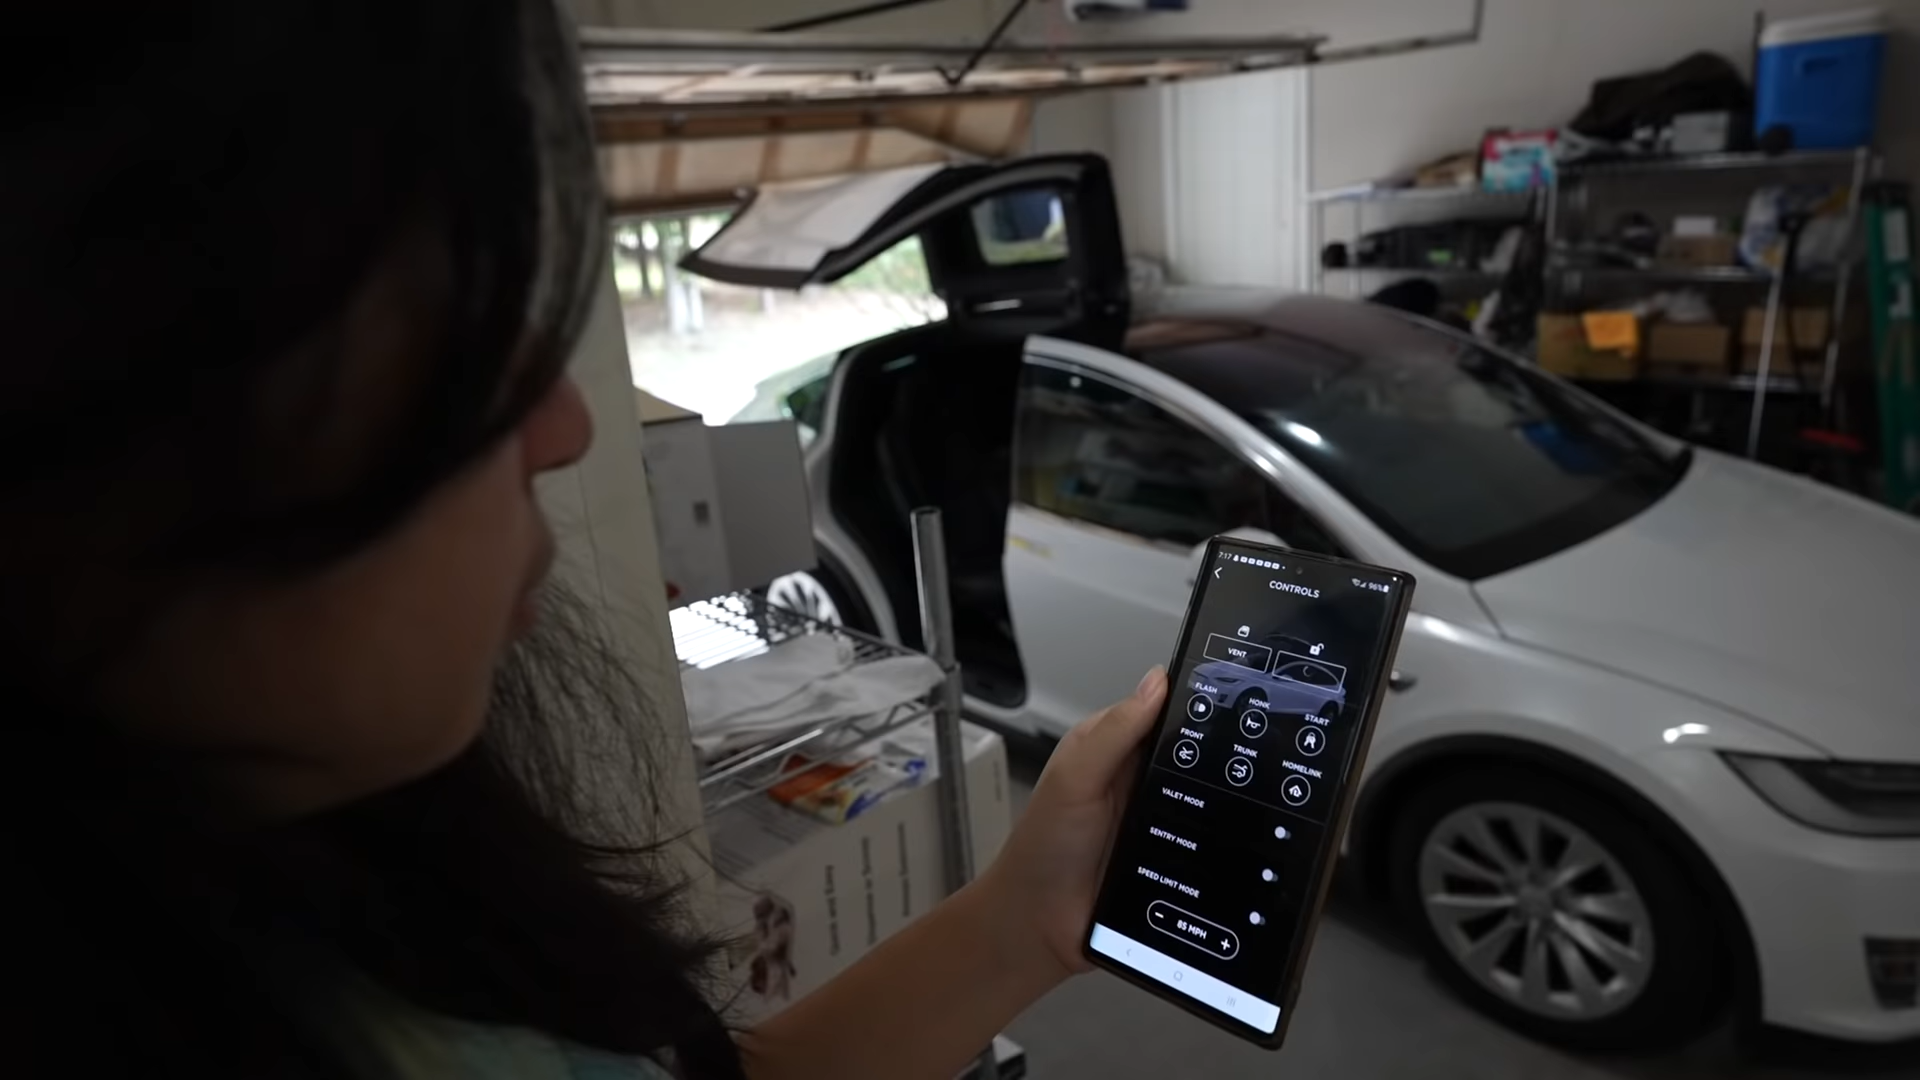 7:17
96%
CONTROLS
VENT
FLASH
HONK
START
FRONT
TRUNK
HOMELINK
VALET MODE
SENTRY MODE
SPEED LIMIT MODE
- 85 MPH +